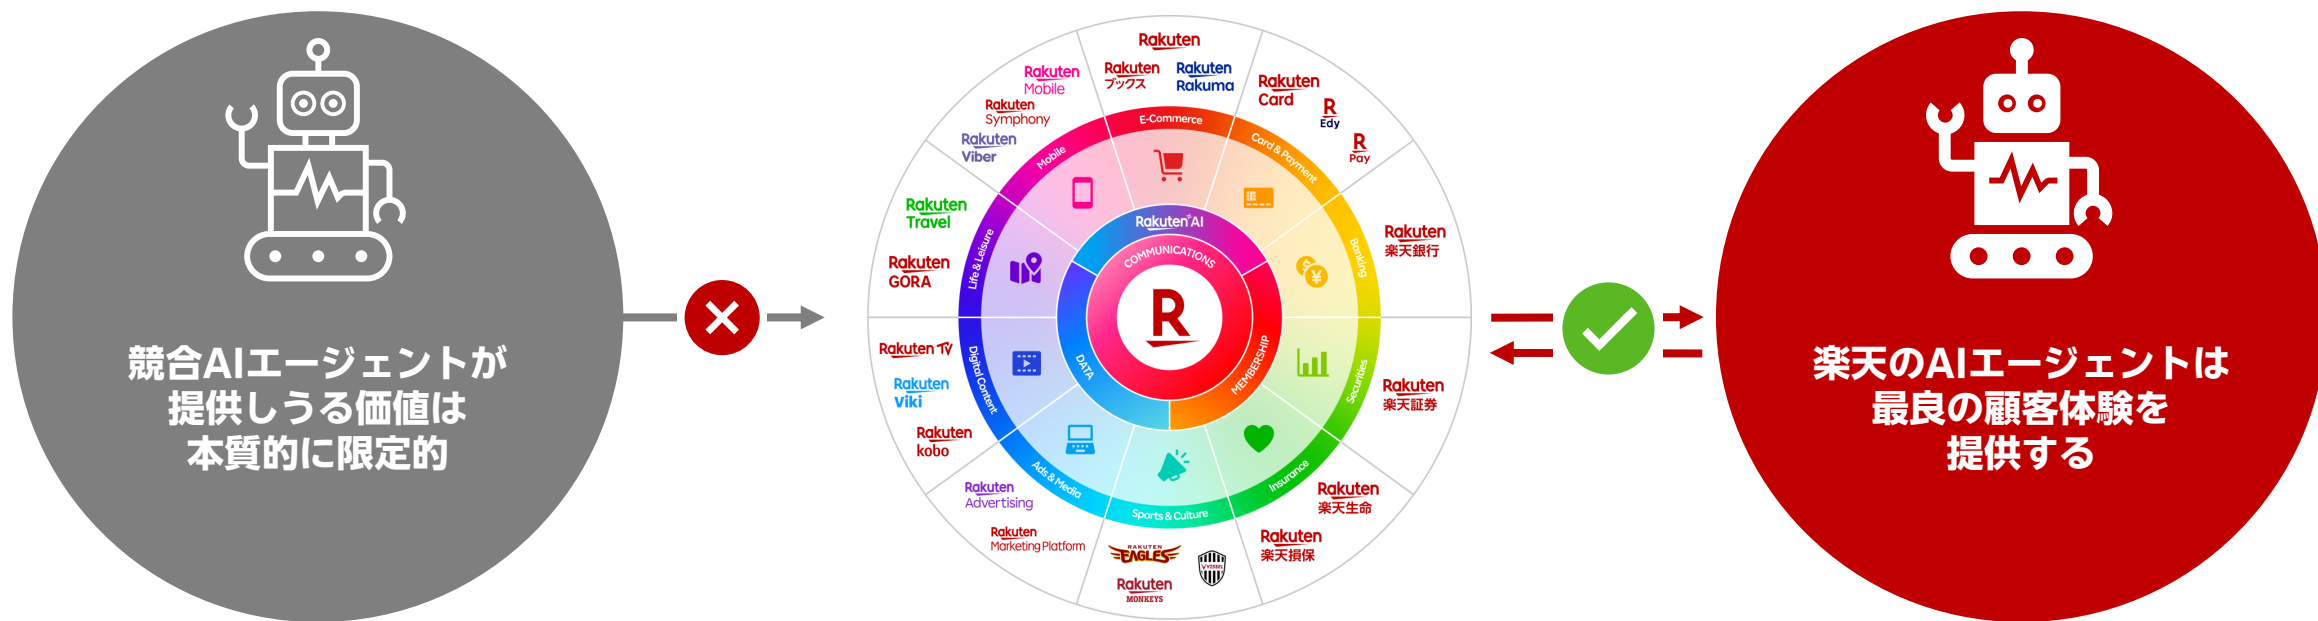 競合AIエージェントが
提供しうる価値は
本質的に限定的
Rakuten
Rakuten
ブックス
Rakuten
Rakuma
Rakuten
Card
R
Edy
R
Pay
Rakuten
楽天銀行
Rakuten
楽天証券
Rakuten
楽天生命
Rakuten
楽天損保
RAKUTEN
EAGLES
VISSEL
Rakuten
MONKEYS
Rakuten
Marketing Platform
Rakuten
Advertising
Rakuten
kobo
Rakuten
Viki
Rakuten TV
Rakuten
GORA
Rakuten
Travel
Rakuten
Viber
Rakuten
Symphony
Rakuten
Mobile
E-Commerce
Card & Payment
Banking
Securities
Insurance
Sports & Culture
Ads & Media
Digital Content
Life & Leisure
Mobile
Rakuten AI
MEMBERSHIP
DATA
COMMUNICATIONS
R
¥
楽天のAIエージェントは
最良の顧客体験を
提供する